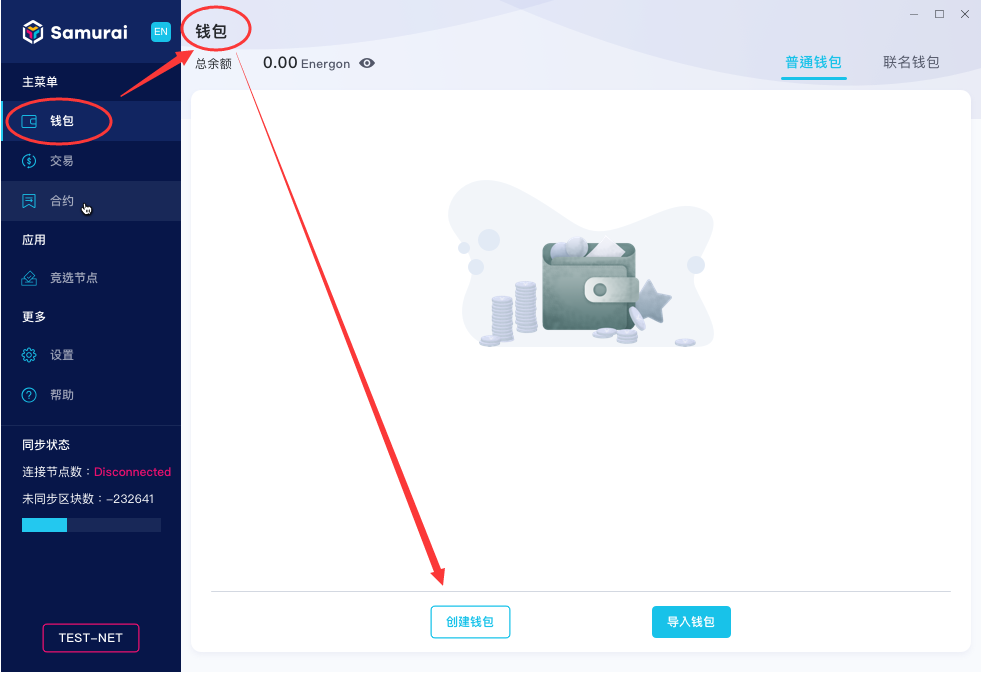 Samurai
EN
主菜单
钱包
交易
合约
应用
竞选节点
更多
设置
帮助
同步状态
连接节点数：Disconnected
未同步区块数：-232641
TEST-NET
钱包
总余额 0.00 Energon
普通钱包 联名钱包
创建钱包 导入钱包